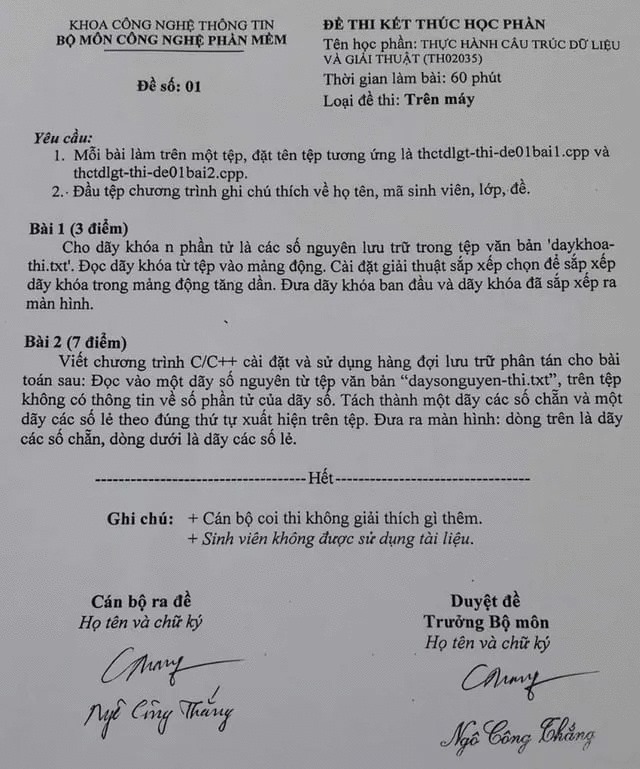 KHOA CÔNG NGHỆ THÔNG TIN
BỘ MÔN CÔNG NGHỆ PHẦN MỀM
Đề số: 01
ĐỀ THI KẾT THÚC HỌC PHẦN
Tên học phần: THỰC HÀNH CẤU TRÚC DỮ LIỆU
VÀ GIẢI THUẬT (TH02035)
Thời gian làm bài: 60 phút
Loại đề thi: Trên máy
Yêu cầu:
1. Mỗi bài làm trên một tệp, đặt tên tệp tương ứng là thctdlgt-thi-de01bai1.cpp và
thctdlgt-thi-de01bai2.cpp.
2. Đầu tệp chương trình ghi chú thích về họ tên, mã sinh viên, lớp, đề.
Bài 1 (3 điểm)
Cho dãy khóa n phần tử là các số nguyên lưu trữ trong tệp văn bản 'daykhoa-
thi.txt'. Đọc dãy khóa từ tệp vào mảng động. Cài đặt giải thuật sắp xếp chọn để sắp xếp
dãy khóa trong mảng động tăng dần. Đưa dãy khóa ban đầu và dãy khóa đã sắp xếp ra
màn hình.
Bài 2 (7 điểm)
Viết chương trình C/C++ cài đặt và sử dụng hàng đợi lưu trữ phân tán cho bài
toán sau: Đọc vào một dãy số nguyên từ tệp văn bản “daysonguyen-thi.txt”, trên tệp
không có thông tin về số phần tử của dãy số. Tách thành một dãy các số chẵn và một
dãy các số lẻ theo đúng thứ tự xuất hiện trên tệp. Đưa ra màn hình: dòng trên là dãy
các số chẵn, dòng dưới là dãy các số lẻ.
------------------------------------Hết---------------------------------
Ghi chú: + Cán bộ coi thi không giải thích gì thêm.
+ Sinh viên không được sử dụng tài liệu.
Cán bộ ra đề
Họ tên và chữ ký
Ngô Công Thắng
Duyệt đề
Trưởng Bộ môn
Họ tên và chữ ký
Ngô Công Thắng